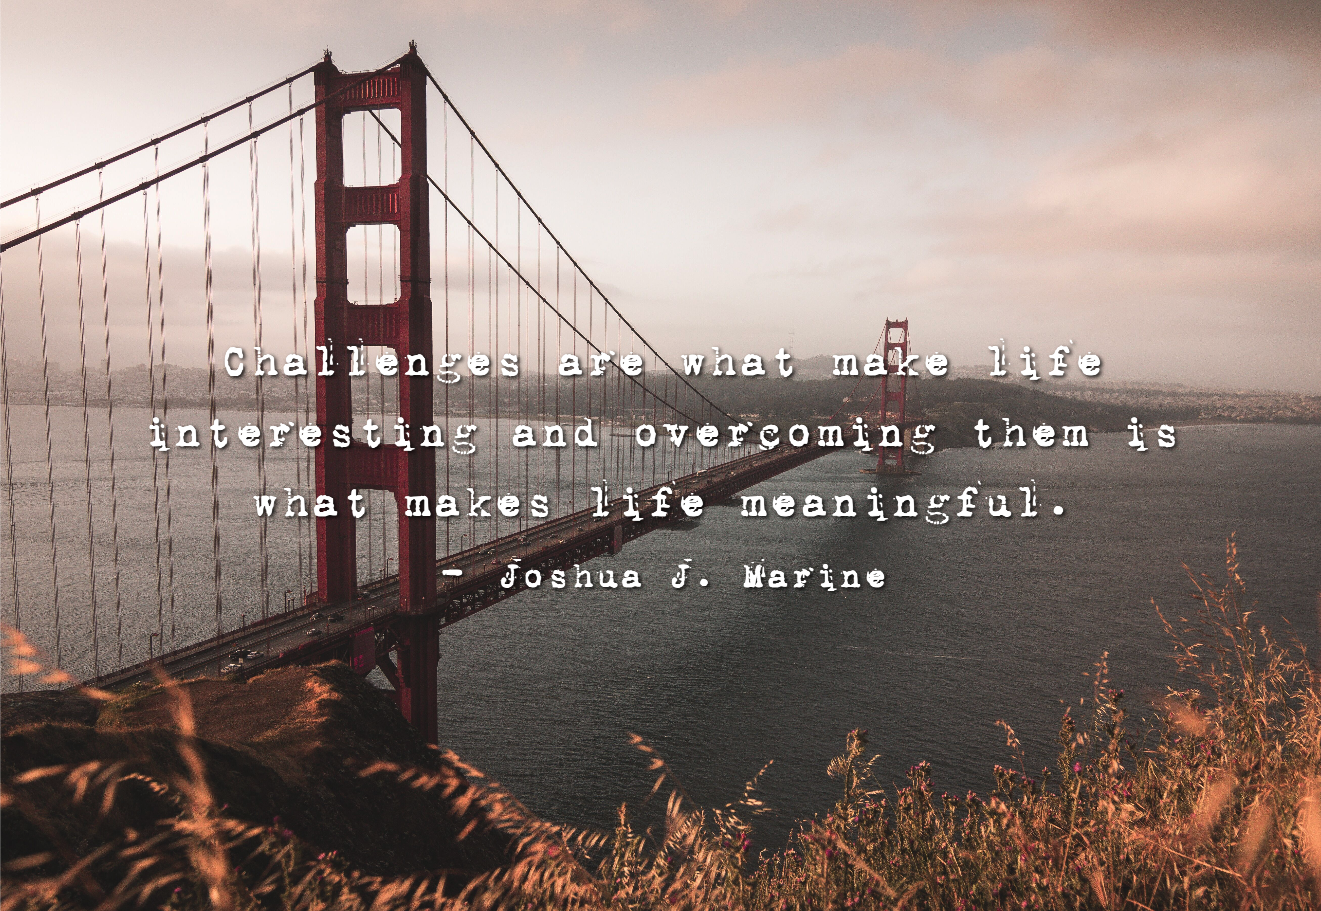 Challenges are what make life
interesting and overcoming them is
what makes life meaningful.
- Joshua J. Marine